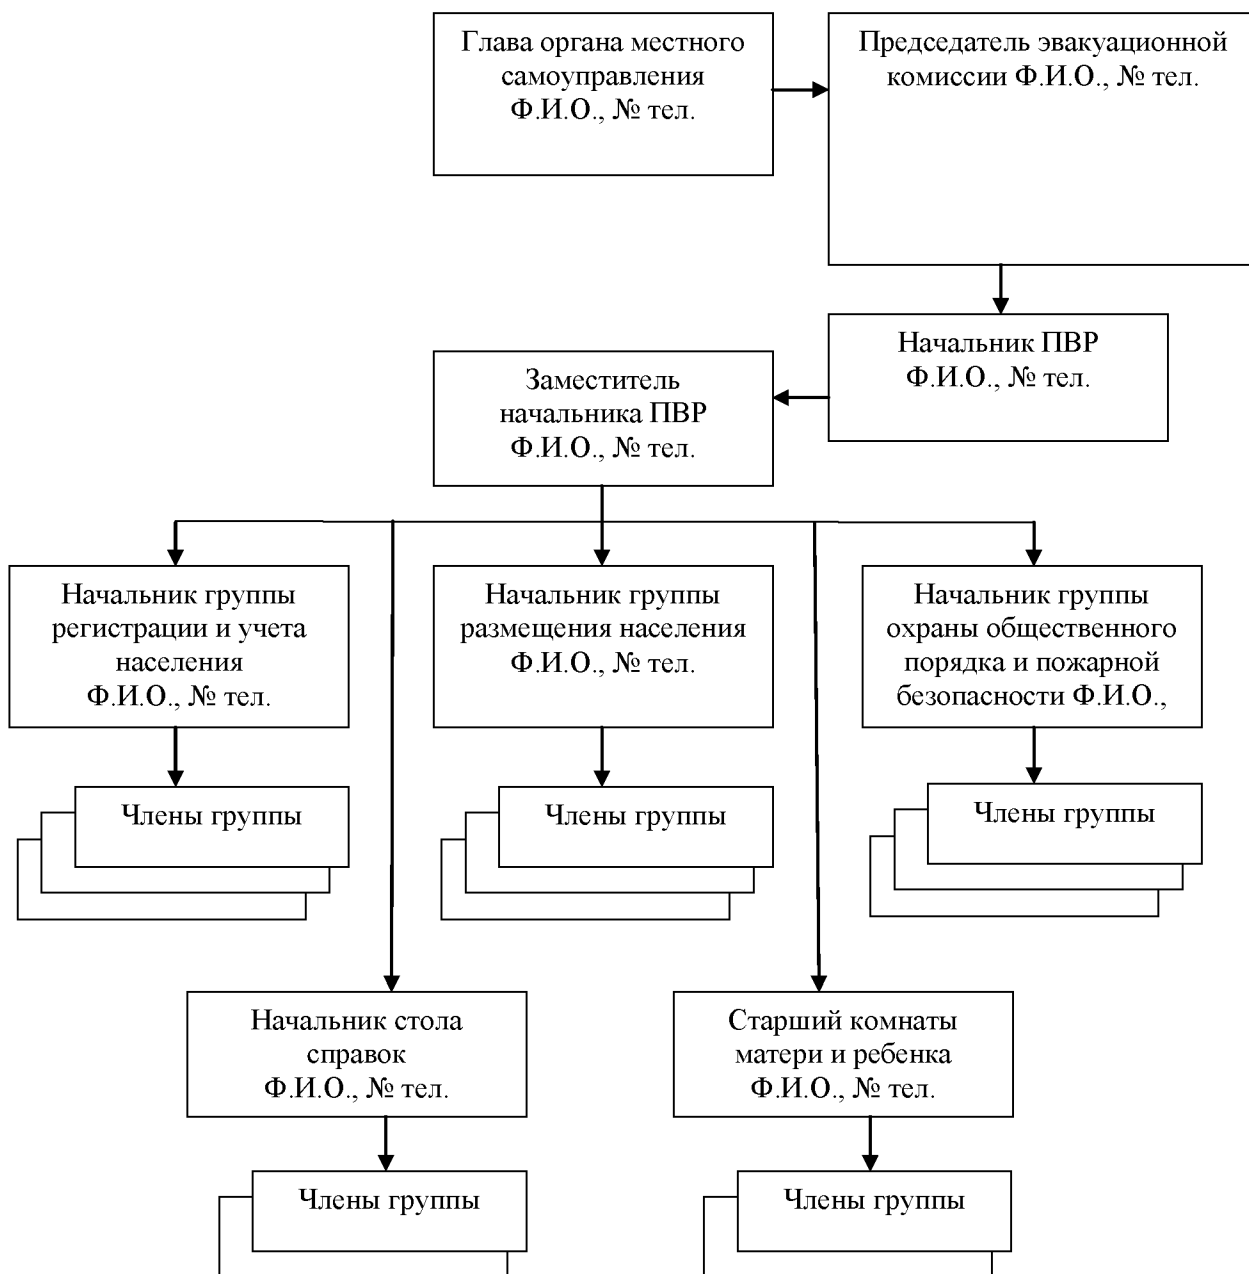 Глава органа местного
самоуправления
Ф.И.О., № тел.
Председатель эвакуационной
комиссии Ф.И.О., № тел.
Начальник ПВР
Ф.И.О., № тел.
Заместитель
начальника ПВР
Ф.И.О., № тел.
Начальник группы
регистрации и учета
населения
Ф.И.О., № тел.
Начальник группы
размещения населения
Ф.И.О., № тел.
Начальник группы
охраны общественного
порядка и пожарной
безопасности Ф.И.О.,
Члены группы
Члены группы
Члены группы
Начальник стола
справок
Ф.И.О., № тел.
Старший комнаты
матери и ребенка
Ф.И.О., № тел.
Члены группы
Члены группы